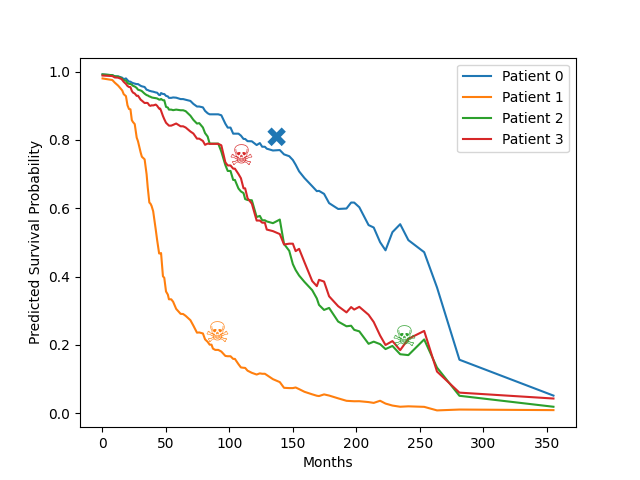 Patient 0
Patient 1
Patient 2
Patient 3
1.0
0.8
0.6
0.4
0.2
0.0
Predicted Survival Probability
0 50 100 150 200 250 300 350
Months